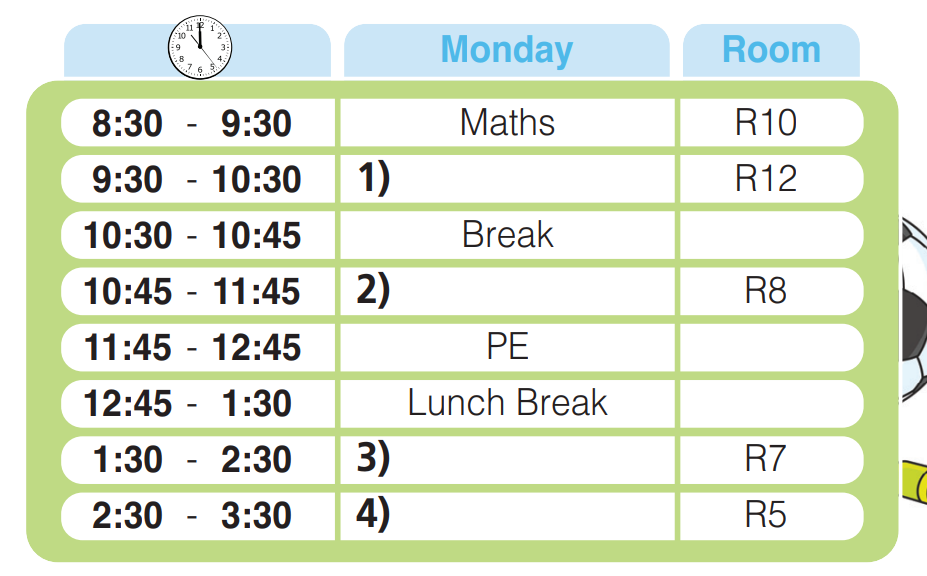 Monday Room
8:30 - 9:30 Maths R10
9:30 - 10:30 1) R12
10:30 - 10:45 Break
10:45 - 11:45 2) R8
11:45 - 12:45 PE
12:45 - 1:30 Lunch Break
1:30 - 2:30 3) R7
2:30 - 3:30 4) R5